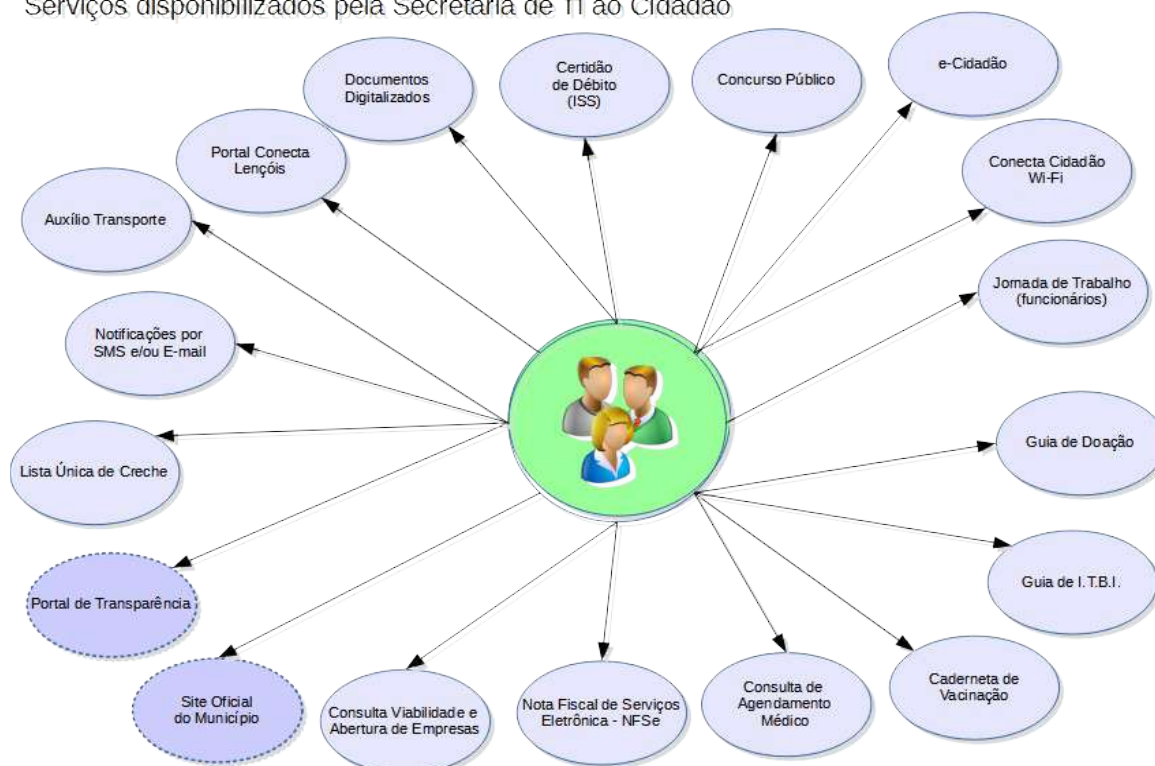 Serviços disponibilizados pela Secretaria de TI ao Cidadão
Documentos
Digitalizados
Certidão
de Débito
(ISS)
Concurso Público
e-Cidadão
Portal Conecta
Lençóis
Conecta Cidadão
Wi-Fi
Auxílio Transporte
Jornada de Trabalho
(funcionários)
Notificações por
SMS e/ou E-mail
Guia de Doação
Lista Única de Creche
Guia de I.T.B.I.
Portal de Transparência
Caderneta de
Vacinação
Site Oficial
do Município
Consulta Viabilidade e
Abertura de Empresas
Nota Fiscal de Serviços
Eletrônica - NFSe
Consulta de
Agendamento
Médico